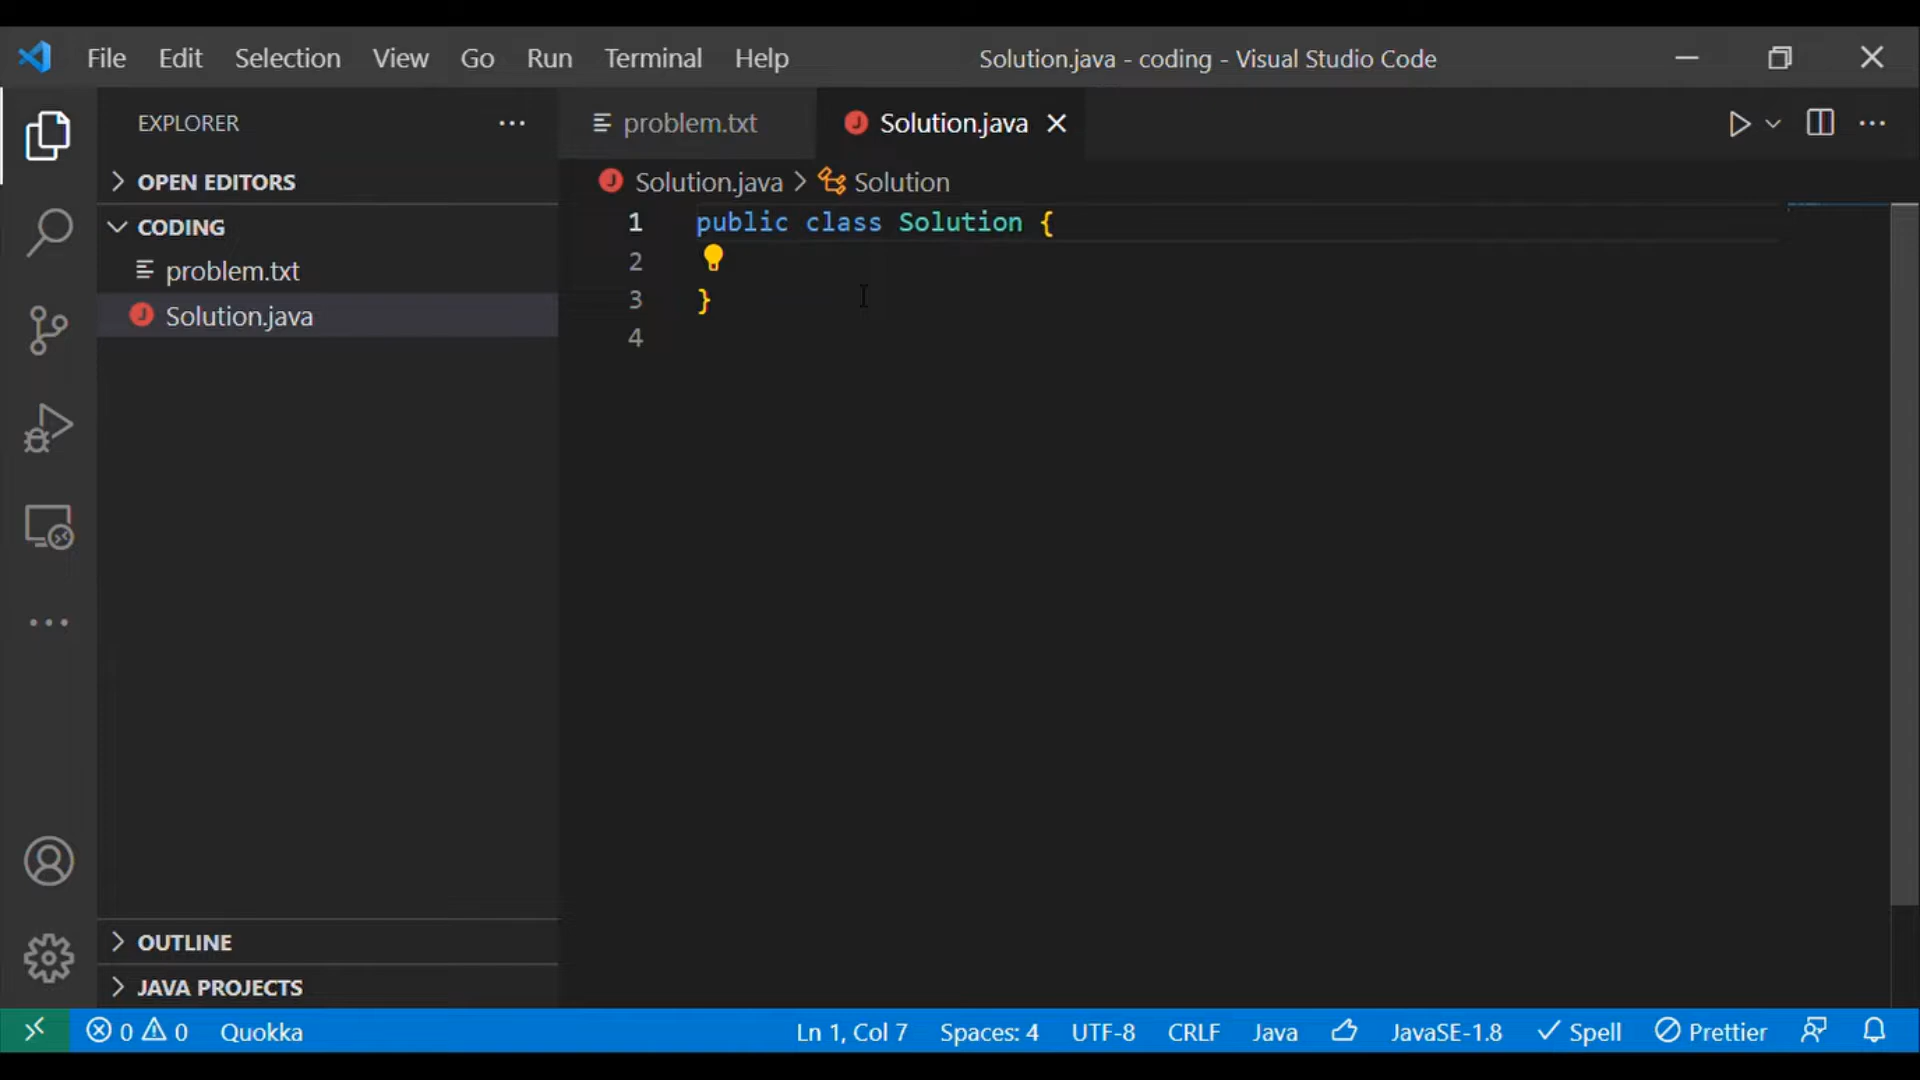 File Edit Selection View Go Run Terminal Help Solution.java - coding - Visual Studio Code
EXPLORER
OPEN EDITORS
CODING
problem.txt
Solution.java
OUTLINE
JAVA PROJECTS
problem.txt Solution.java
Solution.java > Solution
1 public class Solution {
2
3 }
4
0 0 Quokka Ln 1, Col 7 Spaces: 4 UTF-8 CRLF Java JavaSE-1.8 Spell Prettier